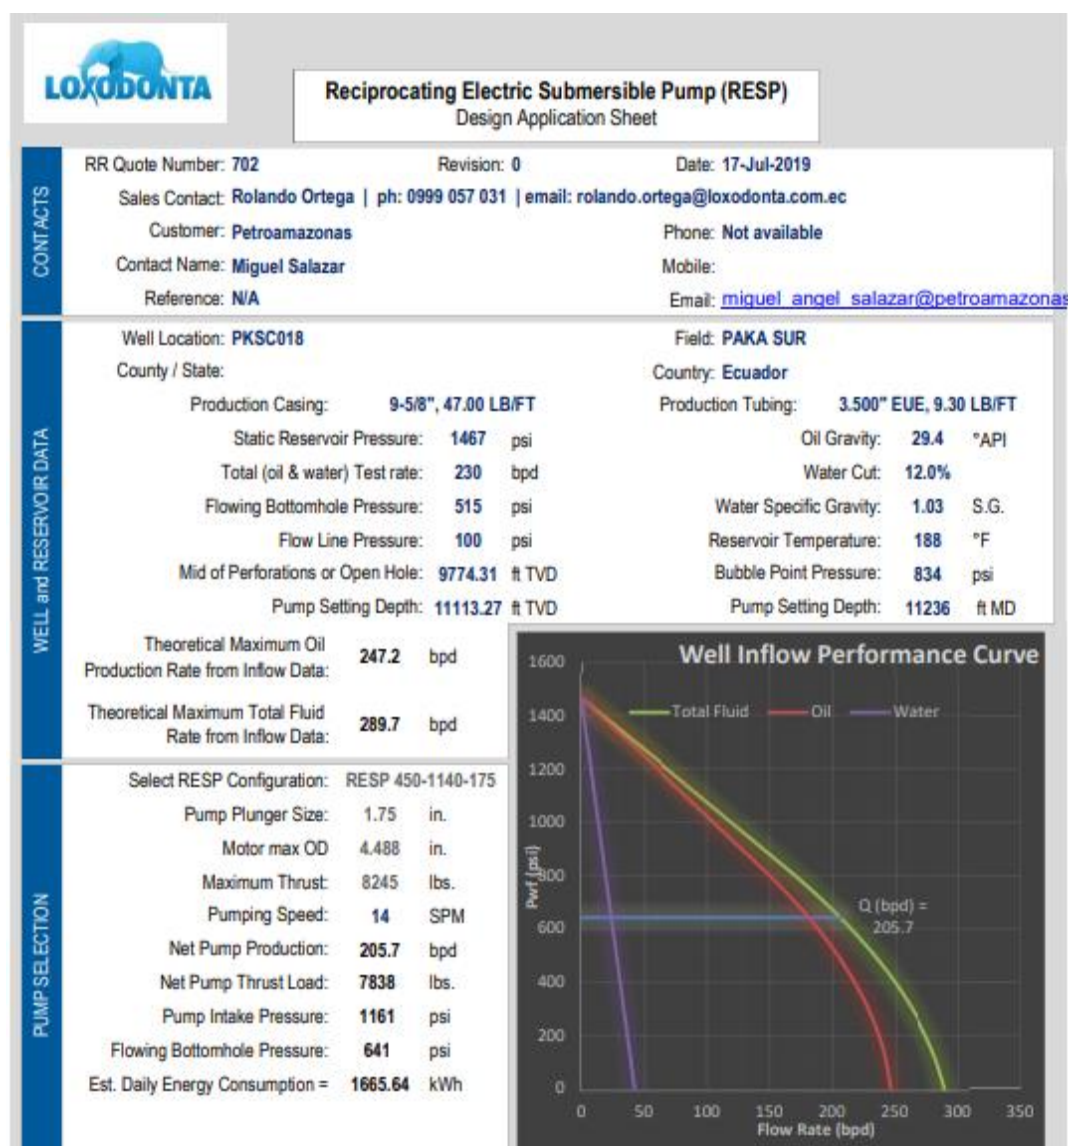 LOXODONTA
Reciprocating Electric Submersible Pump (RESP)
Design Application Sheet
CONTACTS
RR Quote Number: 702 Revision: 0 Date: 17-Jul-2019
Sales Contact: Rolando Ortega | ph: 0999 057 031 | email: rolando.ortega@loxodonta.com.ec
Customer: Petroamazonas Phone: Not available
Contact Name: Miguel Salazar Mobile:
Reference: N/A Email: miguel_angel_salazar@petroamazonas
WELL and RESERVOIR DATA
Well Location: PKSC018 Field: PAKA SUR
County / State: Country: Ecuador
Production Casing: 9-5/8", 47.00 LB/FT Production Tubing: 3.500" EUE, 9.30 LB/FT
Static Reservoir Pressure: 1467 psi Oil Gravity: 29.4 °API
Total (oil & water) Test rate: 230 bpd Water Cut: 12.0%
Flowing Bottomhole Pressure: 515 psi Water Specific Gravity: 1.03 S.G.
Flow Line Pressure: 100 psi Reservoir Temperature: 188 °F
Mid of Perforations or Open Hole: 9774.31 ft TVD Bubble Point Pressure: 834 psi
Pump Setting Depth: 11113.27 ft TVD Pump Setting Depth: 11236 ft MD
Theoretical Maximum Oil
Production Rate from Inflow Data: 247.2 bpd
Theoretical Maximum Total Fluid
Rate from Inflow Data: 289.7 bpd
PUMP SELECTION
Select RESP Configuration: RESP 450-1140-175
Pump Plunger Size: 1.75 in.
Motor max OD 4.488 in.
Maximum Thrust: 8245 lbs.
Pumping Speed: 14 SPM
Net Pump Production: 205.7 bpd
Net Pump Thrust Load: 7838 lbs.
Pump Intake Pressure: 1161 psi
Flowing Bottomhole Pressure: 641 psi
Est. Daily Energy Consumption = 1665.64 kWh
Well Inflow Performance Curve
Total Fluid Oil Water
Pwf (psi)
1600
1400
1200
1000
800
600
400
200
0
Q (bpd) =
205.7
0 50 100 150 200 250 300 350
Flow Rate (bpd)